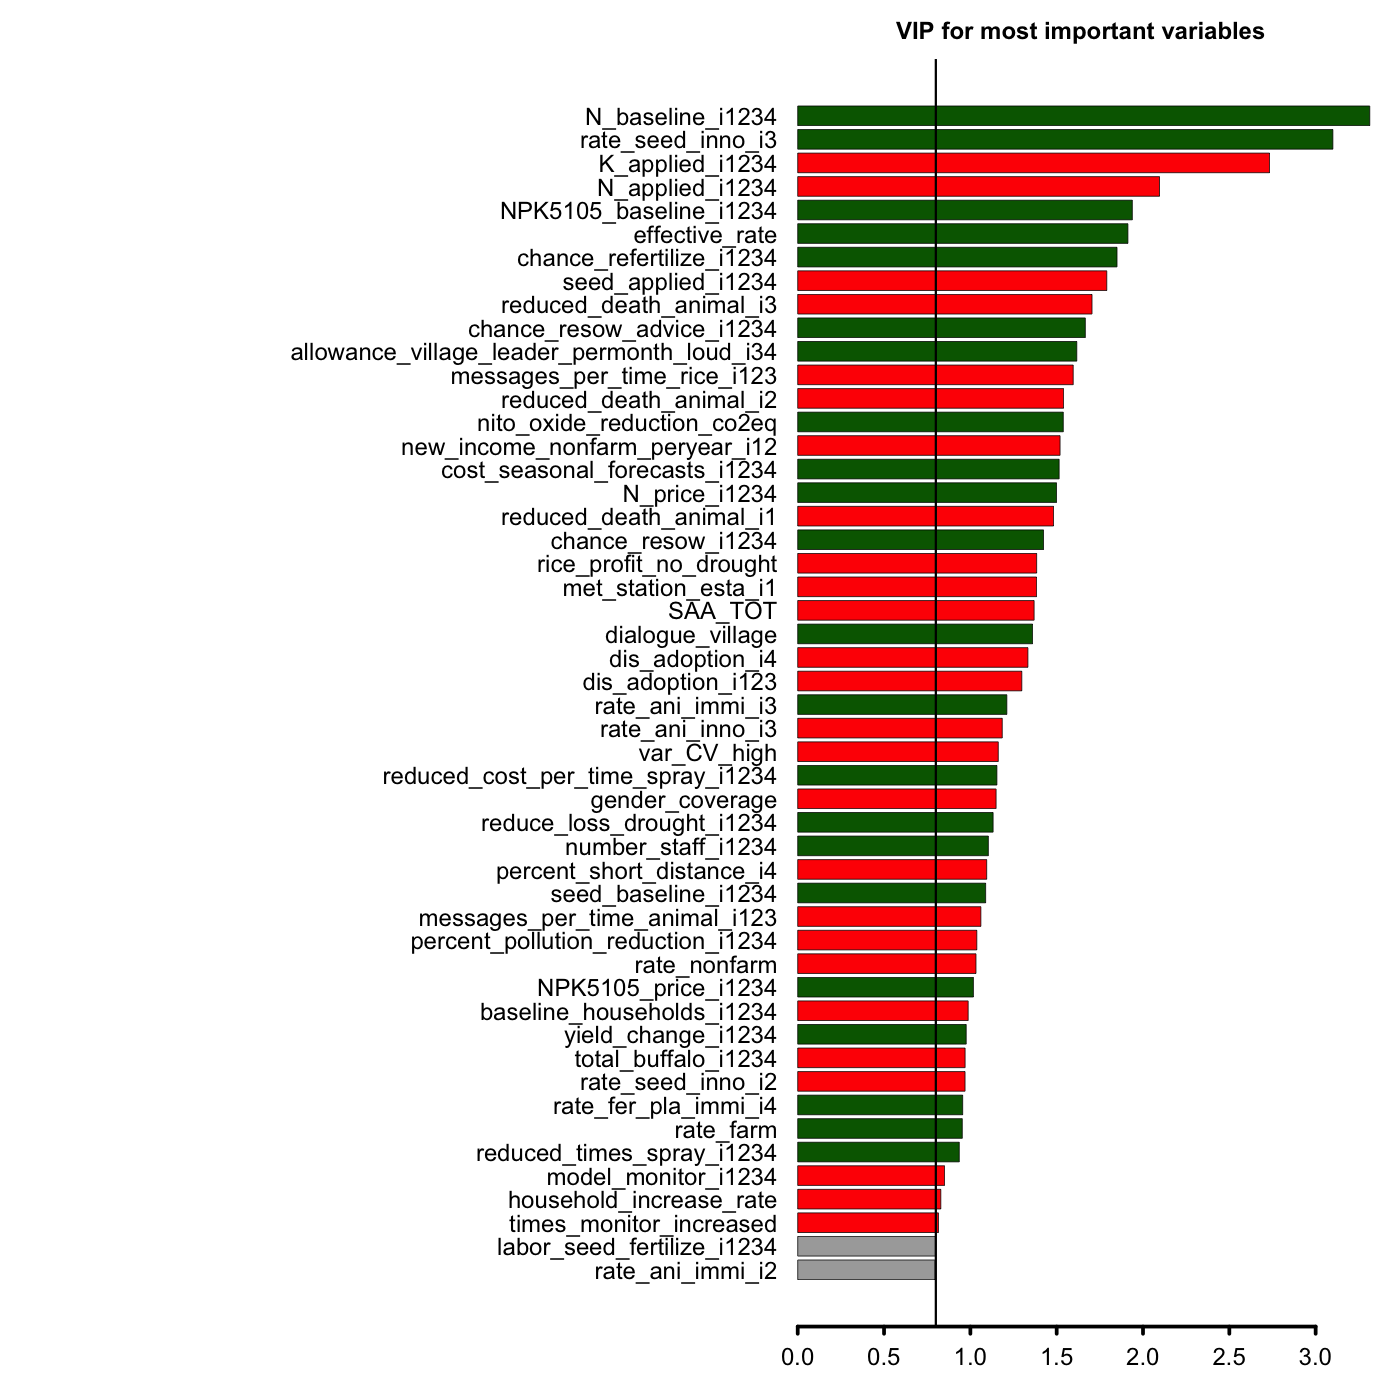 VIP for most important variables
N_baseline_i1234
rate_seed_inno_i3
K_applied_i1234
N_applied_i1234
NPK5105_baseline_i1234
effective_rate
chance_refertilize_i1234
seed_applied_i1234
reduced_death_animal_i3
chance_resow_advice_i1234
allowance_village_leader_permonth_loud_i34
messages_per_time_rice_i123
reduced_death_animal_i2
nito_oxide_reduction_co2eq
new_income_nonfarm_peryear_i12
cost_seasonal_forecasts_i1234
N_price_i1234
reduced_death_animal_i1
chance_resow_i1234
rice_profit_no_drought
met_station_esta_i1
SAA_TOT
dialogue_village
dis_adoption_i4
dis_adoption_i123
rate_ani_immi_i3
rate_ani_inno_i3
var_CV_high
reduced_cost_per_time_spray_i1234
gender_coverage
reduce_loss_drought_i1234
number_staff_i1234
percent_short_distance_i4
seed_baseline_i1234
messages_per_time_animal_i123
percent_pollution_reduction_i1234
rate_nonfarm
NPK5105_price_i1234
baseline_households_i1234
yield_change_i1234
total_buffalo_i1234
rate_seed_inno_i2
rate_fer_pla_immi_i4
rate_farm
reduced_times_spray_i1234
model_monitor_i1234
household_increase_rate
times_monitor_increased
labor_seed_fertilize_i1234
rate_ani_immi_i2
0.0 0.5 1.0 1.5 2.0 2.5 3.0